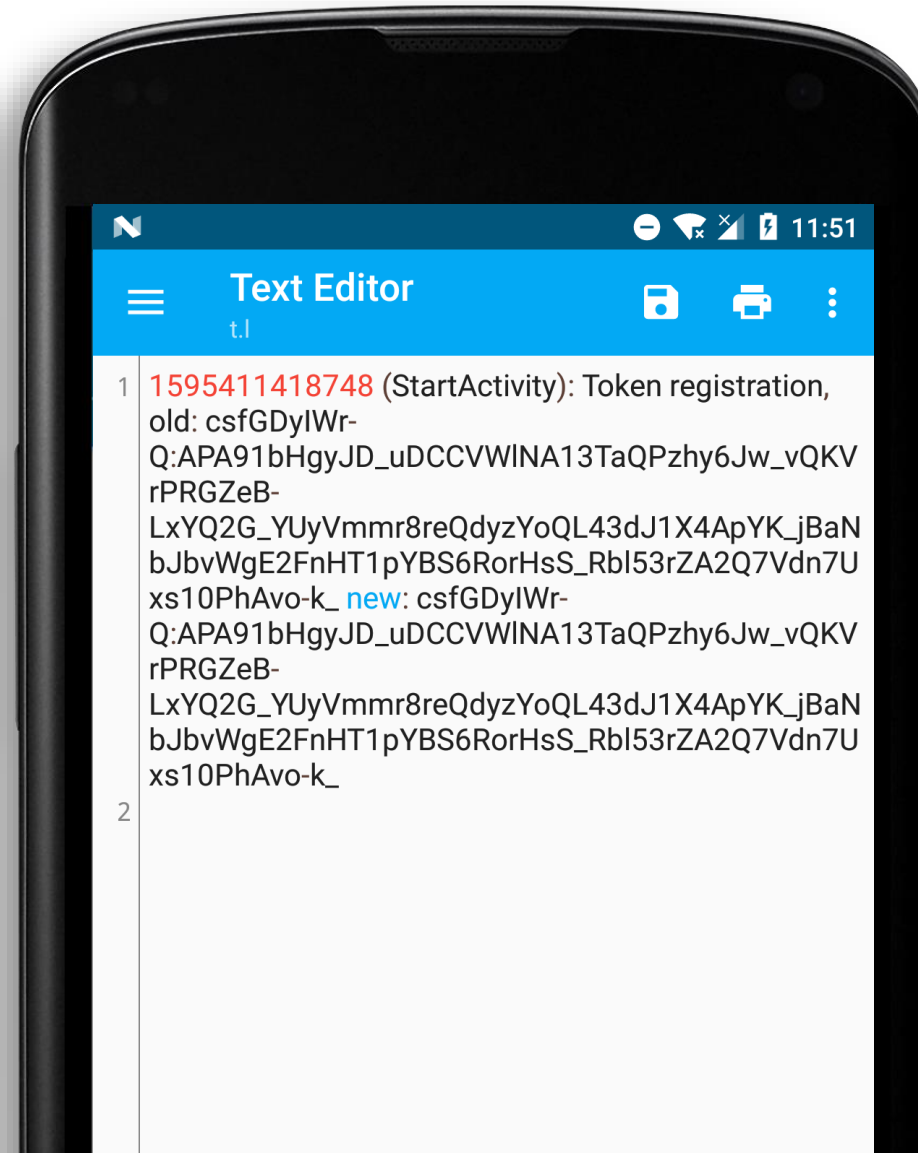 11:51
Text Editor
t.l
1 1595411418748 (StartActivity): Token registration,
old: csfGDyIWr-
Q:APA91bHgyJD_uDCCVWlNA13TaQPzhy6Jw_vQKV
rPRGZeB-
LxYQ2G_YUyVmmr8reQdyzYoQL43dJ1X4ApYK_jBaN
bJbvWgE2FnHT1pYBS6RorHsS_Rbl53rZA2Q7Vdn7U
xs10PhAvo-k_ new: csfGDyIWr-
Q:APA91bHgyJD_uDCCVWlNA13TaQPzhy6Jw_vQKV
rPRGZeB-
LxYQ2G_YUyVmmr8reQdyzYoQL43dJ1X4ApYK_jBaN
bJbvWgE2FnHT1pYBS6RorHsS_Rbl53rZA2Q7Vdn7U
xs10PhAvo-k_
2